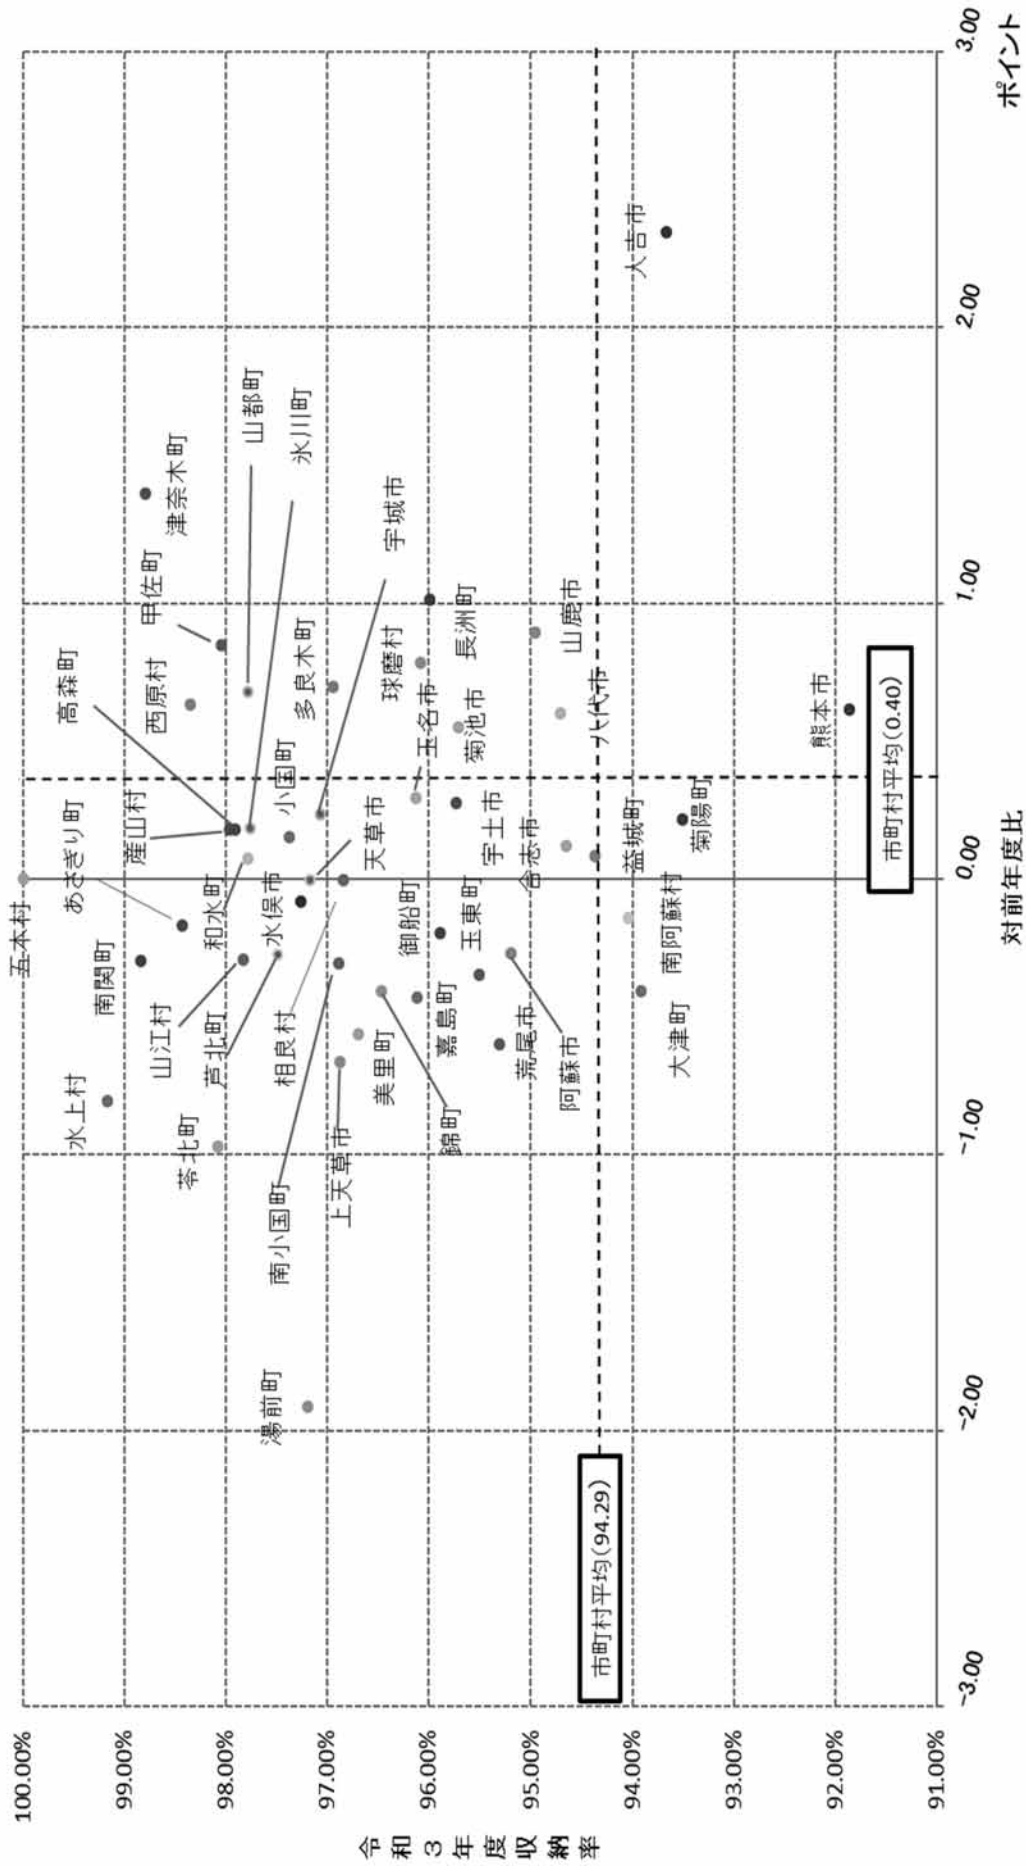 令和3年度収納率
100.00%
99.00%
98.00%
97.00%
96.00%
95.00%
94.00%
93.00%
92.00%
91.00%
-3.00
-2.00
-1.00
0.00
1.00
2.00
3.00
ポイント
対前年度比
市町村平均(94.29)
市町村平均(0.40)
五木村
水上村
南関町
あさぎり町
高森町
西原村
甲佐町
津奈木町
産山村
山都町
氷川町
苓北町
山江村
和水町
芦北町
水俣市
小国町
多良木町
宇城市
湯前町
南小国町
相良村
天草市
上天草市
美里町
錦町
御船町
嘉島町
玉東町
球磨村
玉名市
菊池市
長洲町
宇土市
荒尾市
阿蘇市
合志市
山鹿市
八代市
益城町
人吉市
南阿蘇村
大津町
菊陽町
熊本市